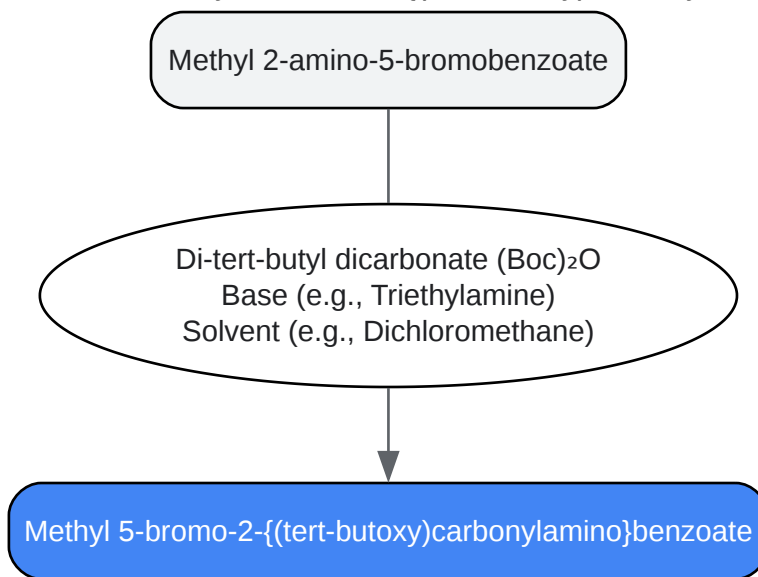 Methyl 2-amino-5-bromobenzoate
Di-tert-butyl dicarbonate (Boc)₂O
Base (e.g., Triethylamine)
Solvent (e.g., Dichloromethane)
Methyl 5-bromo-2-{(tert-butoxy)carbonylamino}benzoate